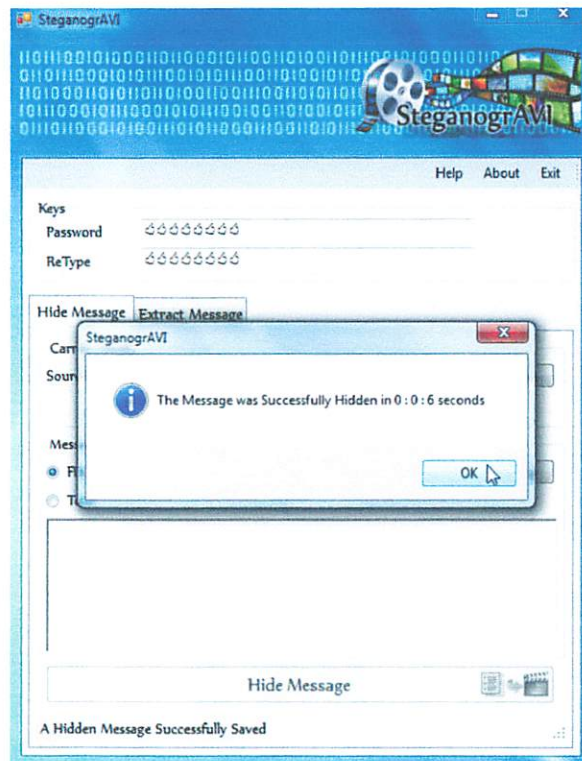 SteganogrAVI
SteganogrAVI
Help About Exit
Keys
Password
ReType
Hide Message Extract Message
SteganogrAVI
The Message was Successfully Hidden in 0 : 0 : 6 seconds
OK
Hide Message
A Hidden Message Successfully Saved